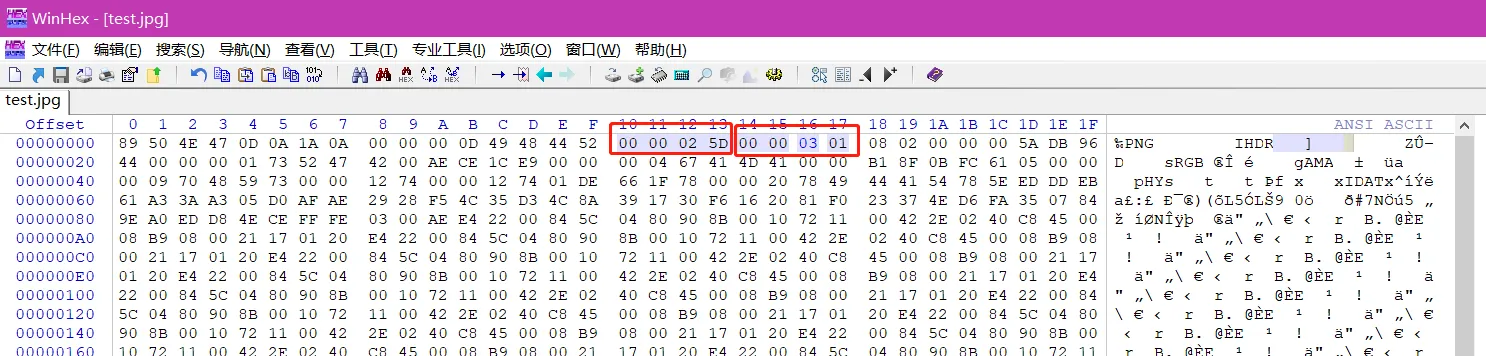 WinHex - [test.jpg]
文件(F) 编辑(E) 搜索(S) 导航(N) 查看(V) 工具(T) 专业工具(I) 选项(O) 窗口(W) 帮助(H)
test.jpg
Offset 0 1 2 3 4 5 6 7 8 9 A B C D E F 10 11 12 13 14 15 16 17 18 19 1A 1B 1C 1D 1E 1F ANSI ASCII
00000000 89 50 4E 47 0D 0A 1A 0A 00 00 00 0D 49 48 44 52 00 00 02 5D 00 00 03 01 08 02 00 00 00 5A DB 96 ‰PNG IHDR ] ZÛ–
00000020 44 00 00 00 01 73 52 47 42 00 AE CE 1C E9 00 00 00 04 67 41 4D 41 00 00 B1 8F 0B FC 61 05 00 00 D sRGB ®Î é gAMA ± üa
00000040 00 09 70 48 59 73 00 00 12 74 00 00 12 74 01 DE 66 1F 78 00 00 20 78 49 44 41 54 78 5E ED DD EB pHYs t t Þf x xIDATx^íÝë
00000060 61 A3 3A A3 05 D0 AF AE 29 28 F5 4C 35 D3 4C 8A 39 17 30 F6 16 20 81 F0 23 37 4E D6 FA 35 07 84 a£:£ Ð¯®)(õL5ÓLŠ9 0ö ð#7NÖú5 „
00000080 9E A0 ED D8 4E CE FF FE 03 00 AE E4 22 00 84 5C 04 80 90 8B 00 10 72 11 00 42 2E 02 40 C8 45 00 ž íØNÎÿþ ®ä" „\ € ‹ r B. @ÈE
000000A0 08 B9 08 00 21 17 01 20 E4 22 00 84 5C 04 80 90 8B 00 10 72 11 00 42 2E 02 40 C8 45 00 08 B9 08 ¹ ! ä" „\ € ‹ r B. @ÈE ¹
000000C0 00 21 17 01 20 E4 22 00 84 5C 04 80 90 8B 00 10 72 11 00 42 2E 02 40 C8 45 00 08 B9 08 00 21 17 ! ä" „\ € ‹ r B. @ÈE ¹ !
000000E0 01 20 E4 22 00 84 5C 04 80 90 8B 00 10 72 11 00 42 2E 02 40 C8 45 00 08 B9 08 00 21 17 01 20 E4 ä" „\ € ‹ r B. @ÈE ¹ ! ä
00000100 22 00 84 5C 04 80 90 8B 00 10 72 11 00 42 2E 02 40 C8 45 00 08 B9 08 00 21 17 01 20 E4 22 00 84 " „\ € ‹ r B. @ÈE ¹ ! ä" „
00000120 5C 04 80 90 8B 00 10 72 11 00 42 2E 02 40 C8 45 00 08 B9 08 00 21 17 01 20 E4 22 00 84 5C 04 80 \ € ‹ r B. @ÈE ¹ ! ä" „\ €
00000140 90 8B 00 10 72 11 00 42 2E 02 40 C8 45 00 08 B9 08 00 21 17 01 20 E4 22 00 84 5C 04 80 90 8B 00 ‹ r B. @ÈE ¹ ! ä" „\ € ‹
00000160 10 72 11 00 42 2E 02 40 C8 45 00 08 B9 08 00 21 17 01 20 E4 22 00 84 5C 04 80 90 8B 00 10 72 11 r B. @ÈE ¹ ! ä" „\ € ‹ r